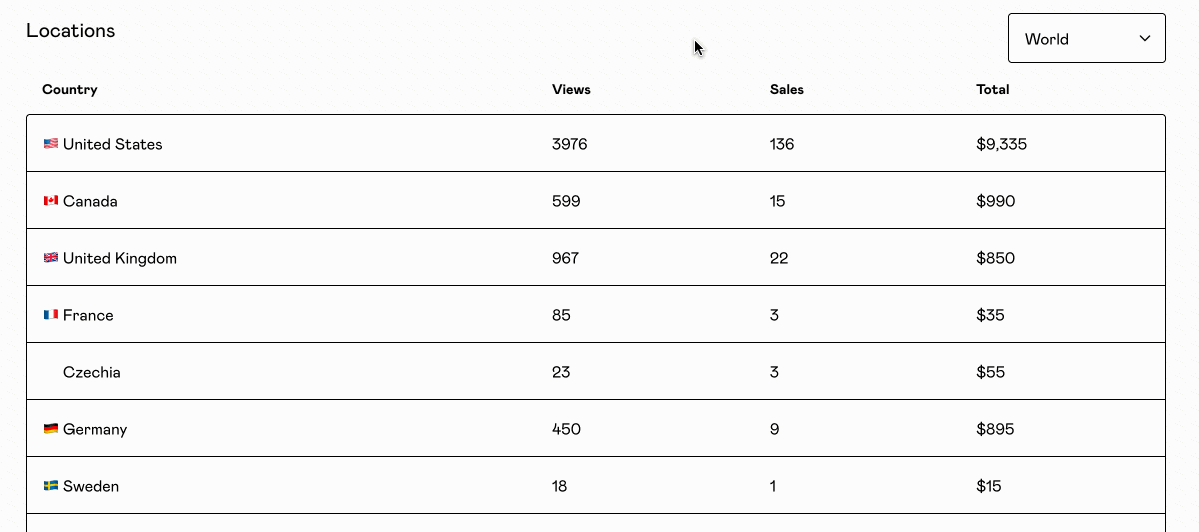 Locations
World
Country Views Sales Total
United States 3976 136 $9,335
Canada 599 15 $990
United Kingdom 967 22 $850
France 85 3 $35
Czechia 23 3 $55
Germany 450 9 $895
Sweden 18 1 $15